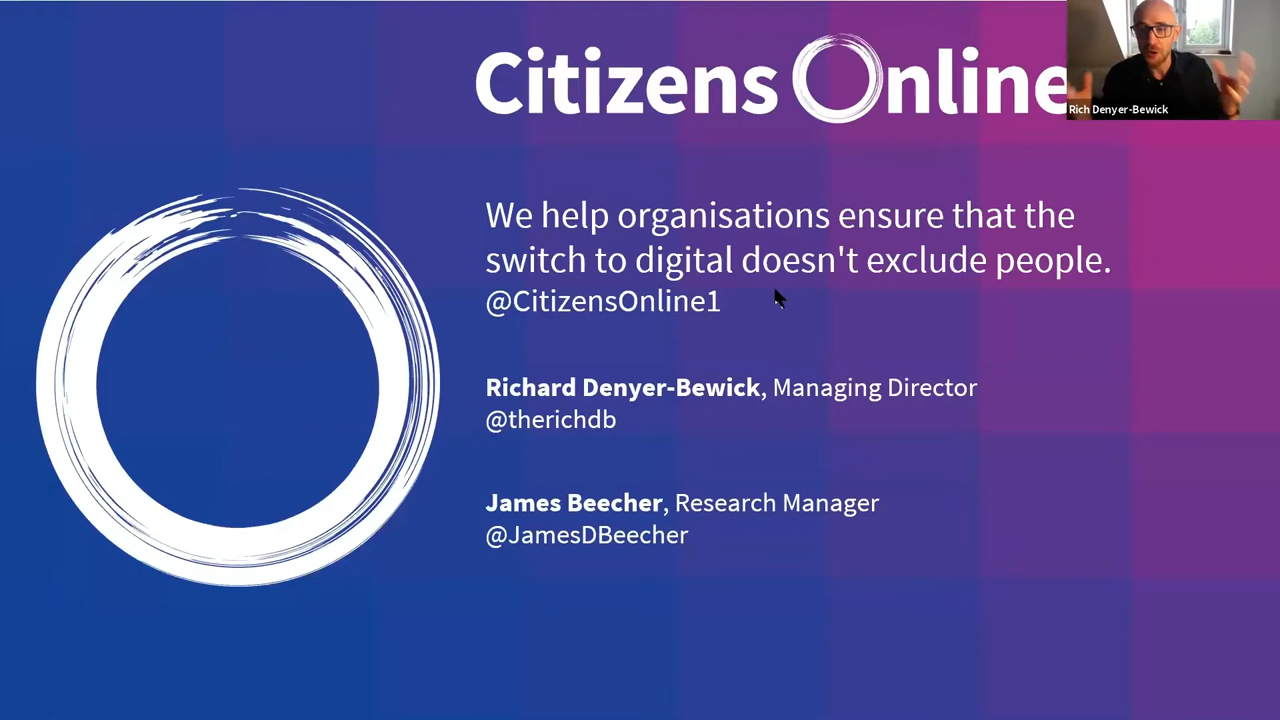 Citizens Online
Rich Denyer-Bewick
We help organisations ensure that the
switch to digital doesn't exclude people.
@CitizensOnline1
Richard Denyer-Bewick, Managing Director
@therichdb
James Beecher, Research Manager
@JamesDBeecher